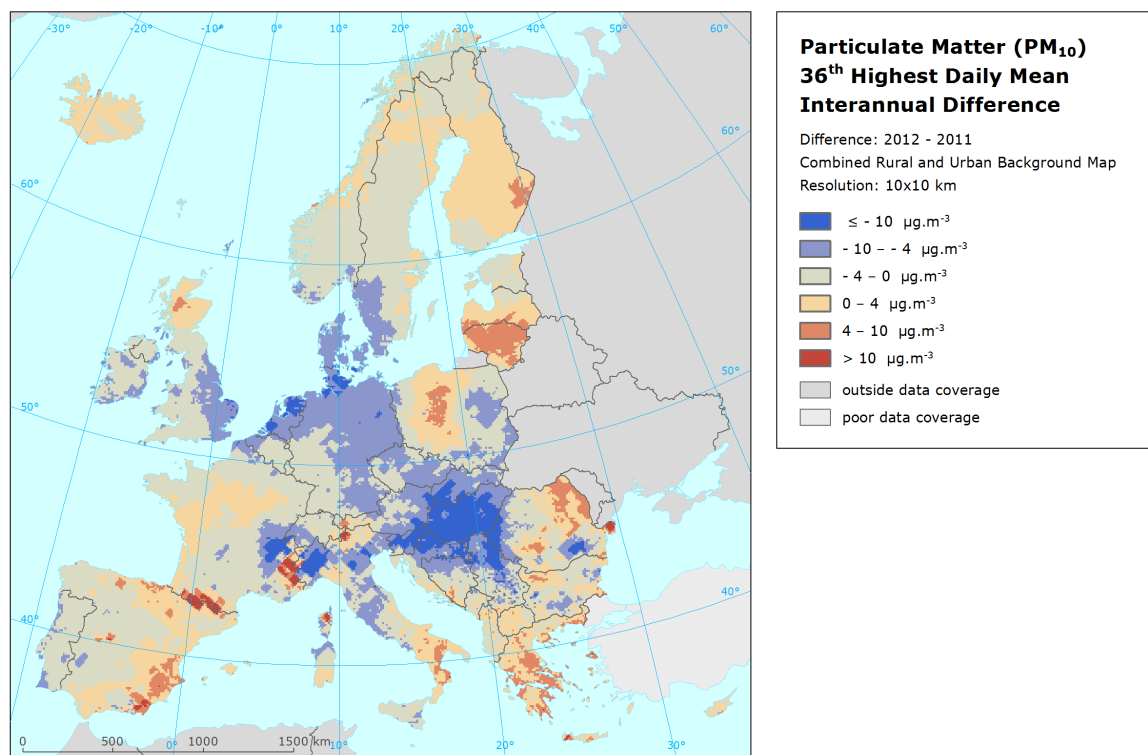 -30° -20° -10° 0° 10° 20° 30° 40° 50° 60°
60°
50°
40°
60°
50°
40°
0° 10° 20° 30°
0 500 1000 1500 km
Particulate Matter (PM₁₀)
36th Highest Daily Mean
Interannual Difference
Difference: 2012 - 2011
Combined Rural and Urban Background Map
Resolution: 10x10 km
≤ - 10 µg.m-3
- 10 – - 4 µg.m-3
- 4 – 0 µg.m-3
0 – 4 µg.m-3
4 – 10 µg.m-3
> 10 µg.m-3
outside data coverage
poor data coverage